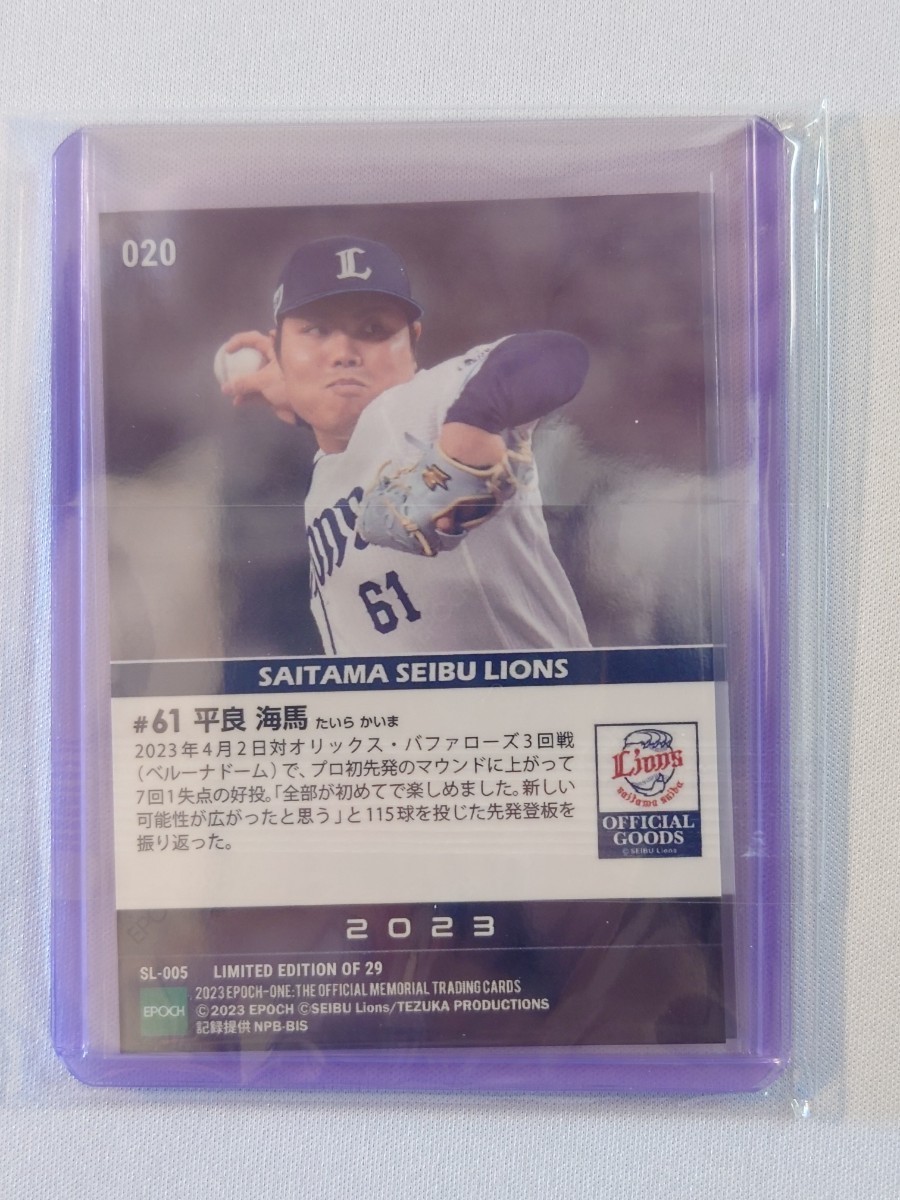 020
L
Lions
61
SAITAMA SEIBU LIONS
#61 平良 海馬 たいら かいま
2023年4月2日対オリックス・バファローズ3回戦
(ベルーナドーム)で、プロ初先発のマウンドに上がって
7回1失点の好投。「全部が初めてで楽しめました。新しい
可能性が広がったと思う」と115球を投じた先発登板を
振り返った。
Lions
saitama seibu
OFFICIAL
GOODS
©SEIBU Lions
2023
SL-005 LIMITED EDITION OF 29
2023 EPOCH-ONE:THE OFFICIAL MEMORIAL TRADING CARDS
EPOCH
©2023 EPOCH ©SEIBU Lions/TEZUKA PRODUCTIONS
記録提供 NPB-BIS